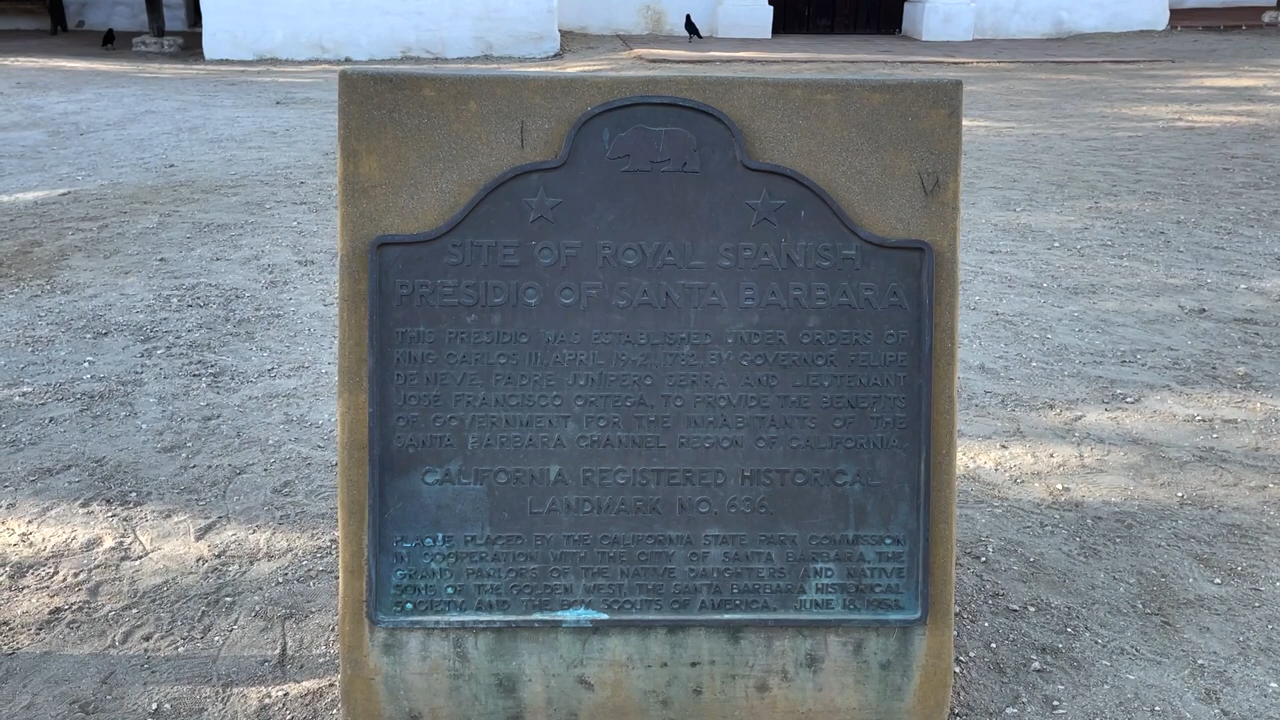 SITE OF ROYAL SPANISH
PRESIDIO OF SANTA BARBARA
THIS PRESIDIO WAS ESTABLISHED UNDER ORDERS OF
KING CARLOS III, APRIL 19-21, 1782, BY GOVERNOR FELIPE
DE NEVE, PADRE JUNIPERO SERRA AND LIEUTENANT
JOSE FRANCISCO ORTEGA, TO PROVIDE THE BENEFITS
OF GOVERNMENT FOR THE INHABITANTS OF THE
SANTA BARBARA CHANNEL REGION OF CALIFORNIA.
CALIFORNIA REGISTERED HISTORICAL
LANDMARK NO. 636.
PLAQUE PLACED BY THE CALIFORNIA STATE PARK COMMISSION
IN COOPERATION WITH THE CITY OF SANTA BARBARA, THE
GRAND PARLORS OF THE NATIVE DAUGHTERS AND NATIVE
SONS OF THE GOLDEN WEST, THE SANTA BARBARA HISTORICAL
SOCIETY, AND THE BOY SCOUTS OF AMERICA. JUNE 18, 1958.